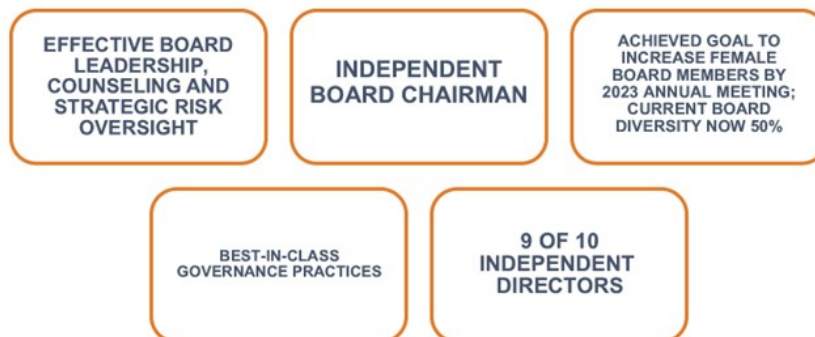 EFFECTIVE BOARD
LEADERSHIP,
COUNSELING AND
STRATEGIC RISK
OVERSIGHT
INDEPENDENT
BOARD CHAIRMAN
ACHIEVED GOAL TO
INCREASE FEMALE
BOARD MEMBERS BY
2023 ANNUAL MEETING;
CURRENT BOARD
DIVERSITY NOW 50%
BEST-IN-CLASS
GOVERNANCE PRACTICES
9 OF 10
INDEPENDENT
DIRECTORS